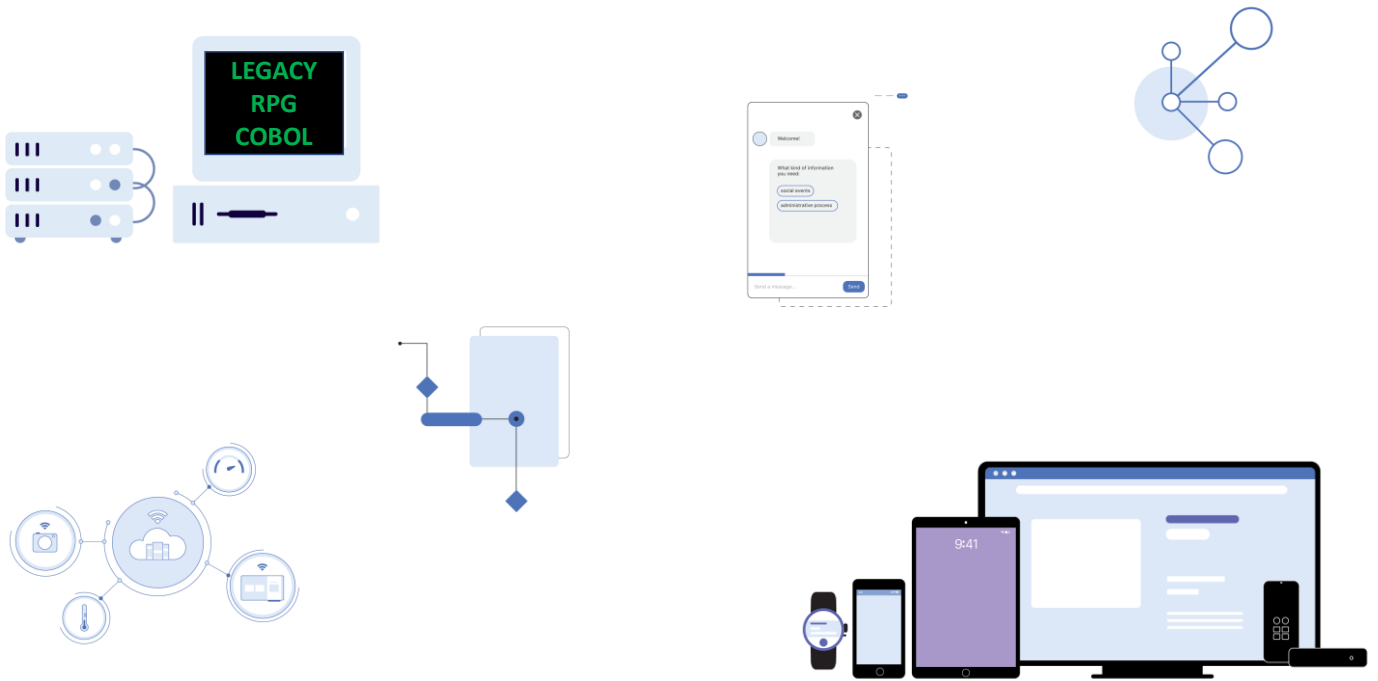 LEGACY
RPG
COBOL
Welcome!
What kind of information
you need:
social events
administrative process
Send a message...
Send
9:41